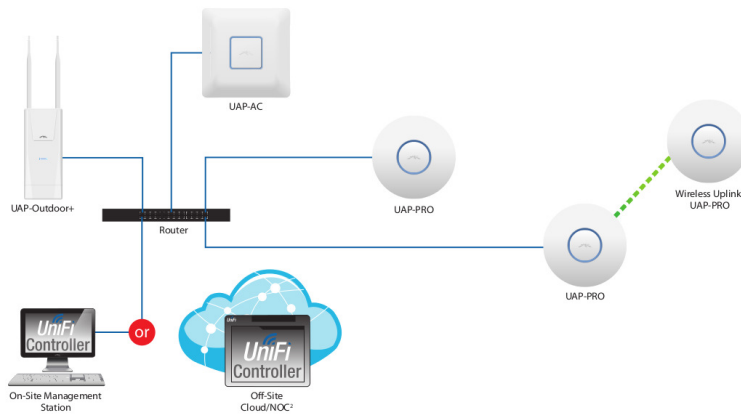 UAP-AC
UAP-Outdoor+
UAP-PRO
Wireless Uplink
UAP-PRO
Router
UAP-PRO
or
UniFi
Controller
UniFi
UniFi
Controller
On-Site Management
Station
Off-Site
Cloud/NOC²